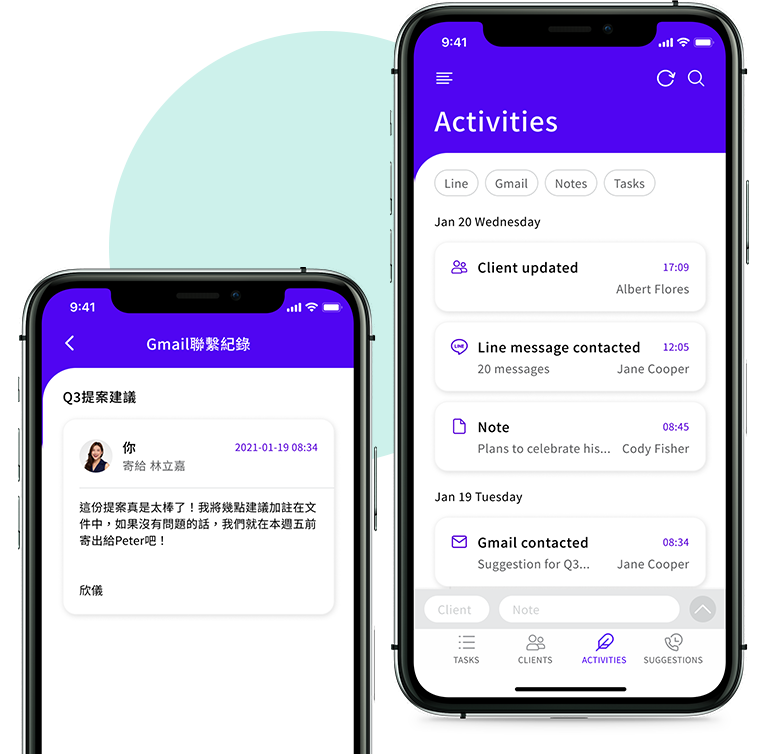 9:41
Gmail聯繫紀錄
Q3提案建議
你
2021-01-19 08:34
寄給 林立嘉
這份提案真是太棒了！我將幾點建議加註在文
件中，如果沒有問題的話，我們就在本週五前
寄出給Peter吧！
欣儀
9:41
Activities
Line
Gmail
Notes
Tasks
Jan 20 Wednesday
Client updated
17:09
Albert Flores
LINE
Line message contacted
12:05
20 messages
Jane Cooper
Note
08:45
Plans to celebrate his...
Cody Fisher
Jan 19 Tuesday
Gmail contacted
08:34
Suggestion for Q3...
Jane Cooper
Client
Note
TASKS
CLIENTS
ACTIVITIES
SUGGESTIONS